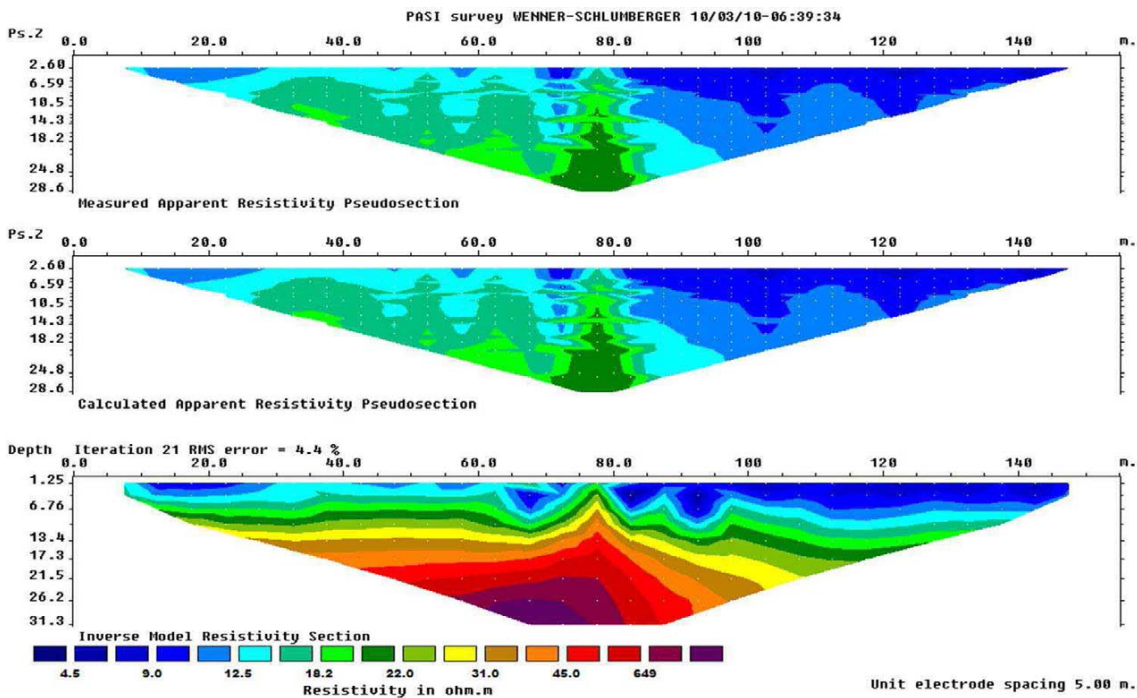 PASI survey WENNER-SCHLUMBERGER 10/03/10-06:39:34
Ps.Z 0.0 20.0 40.0 60.0 80.0 100 120 140 m.
2.60
6.59
10.5
14.3
18.2
24.8
28.6
Measured Apparent Resistivity Pseudosection
Ps.Z 0.0 20.0 40.0 60.0 80.0 100 120 140 m.
2.60
6.59
10.5
14.3
18.2
24.8
28.6
Calculated Apparent Resistivity Pseudosection
Depth Iteration 21 RMS error = 4.4 %
0.0 20.0 40.0 60.0 80.0 100 120 140 m.
1.25
6.76
13.4
17.3
21.5
26.2
31.3
Inverse Model Resistivity Section
4.5 9.0 12.5 18.2 22.0 31.0 45.0 649
Resistivity in ohm.m
Unit electrode spacing 5.00 m.